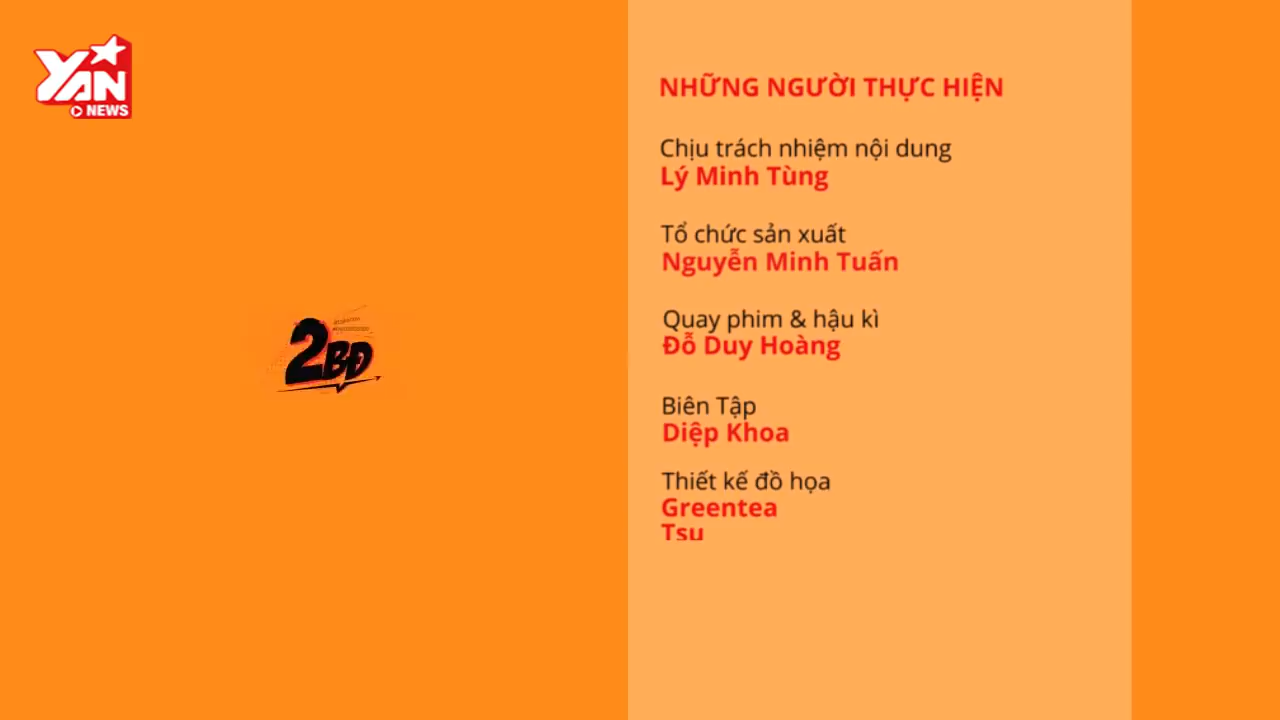 YAN
NEWS
NHỮNG NGƯỜI THỰC HIỆN
Chịu trách nhiệm nội dung
Lý Minh Tùng
Tổ chức sản xuất
Nguyễn Minh Tuấn
Quay phim & hậu kì
Đỗ Duy Hoàng
2BĐ
Biên Tập
Diệp Khoa
Thiết kế đồ họa
Greentea
Tsu